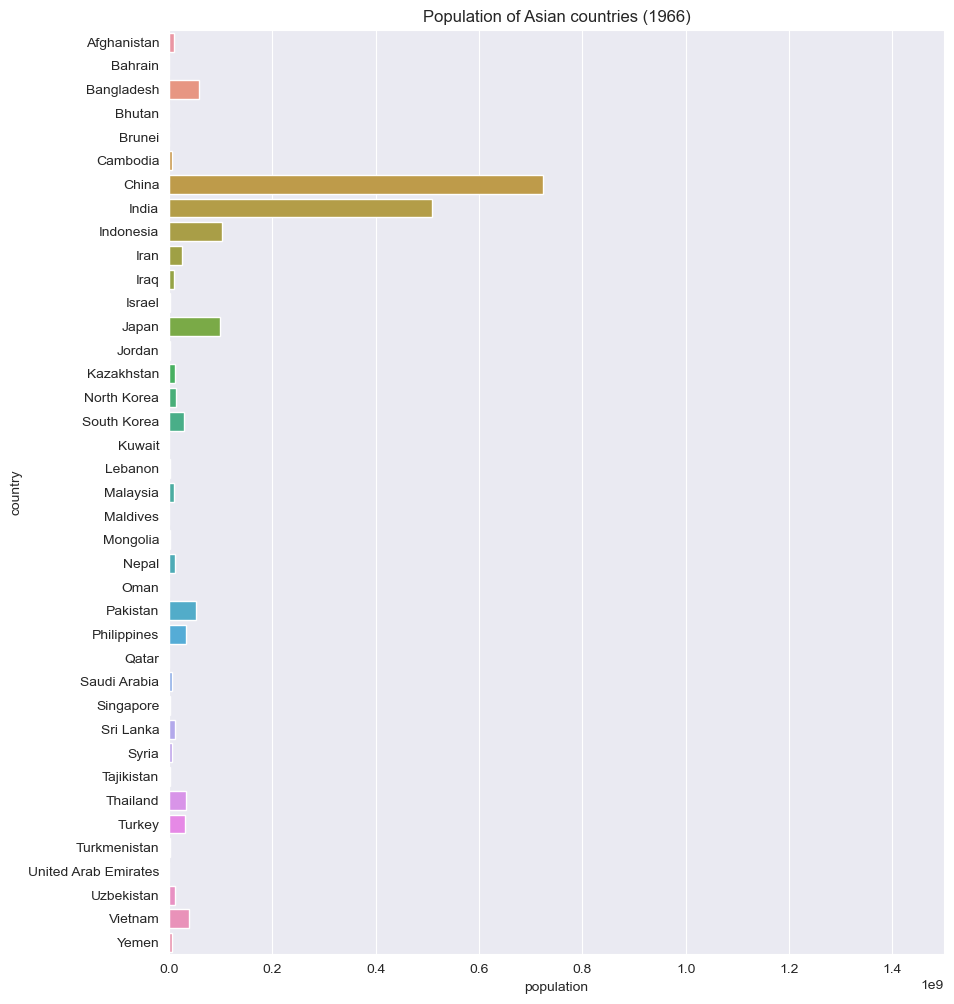 Population of Asian countries (1966)
Afghanistan
Bahrain
Bangladesh
Bhutan
Brunei
Cambodia
China
India
Indonesia
Iran
Iraq
Israel
Japan
Jordan
Kazakhstan
North Korea
South Korea
Kuwait
Lebanon
Malaysia
Maldives
Mongolia
Nepal
Oman
Pakistan
Philippines
Qatar
Saudi Arabia
Singapore
Sri Lanka
Syria
Tajikistan
Thailand
Turkey
Turkmenistan
United Arab Emirates
Uzbekistan
Vietnam
Yemen
country
0.0 0.2 0.4 0.6 0.8 1.0 1.2 1.4
population
1e9